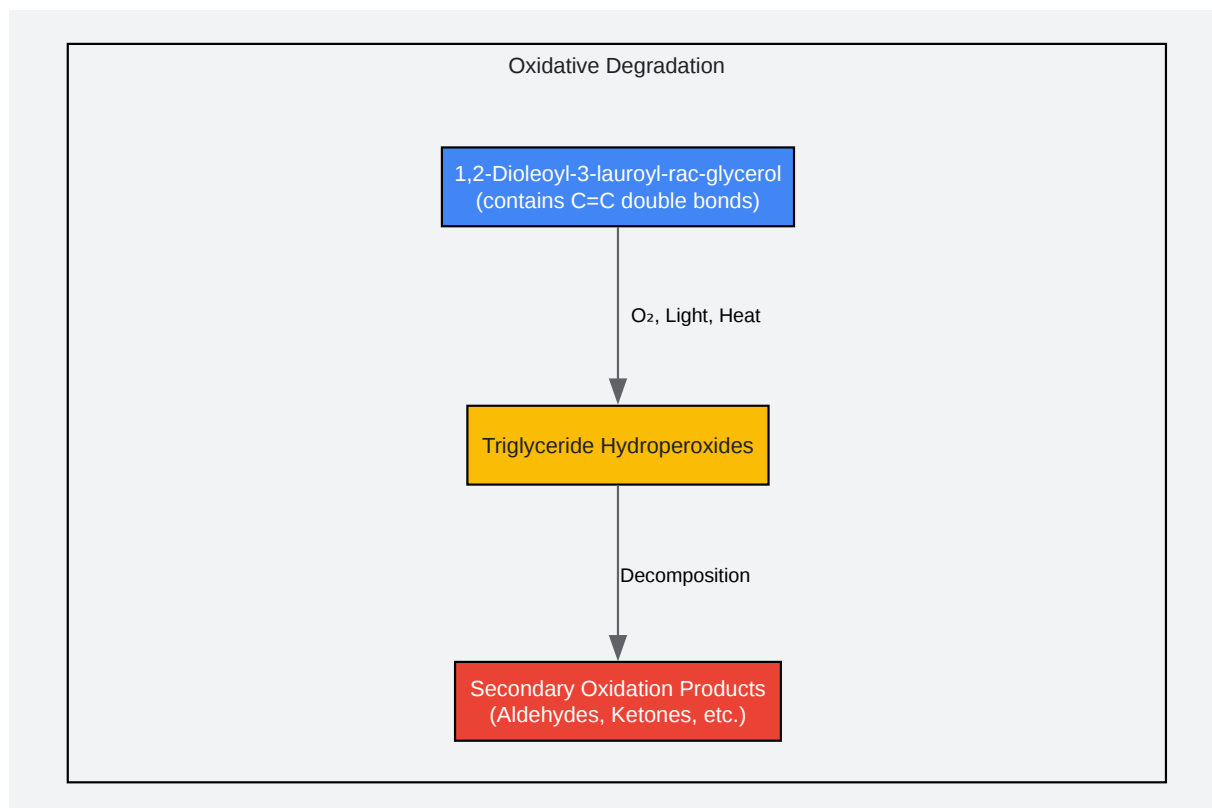 Oxidative Degradation
1,2-Dioleoyl-3-lauroyl-rac-glycerol
(contains C=C double bonds)
O₂, Light, Heat
Triglyceride Hydroperoxides
Decomposition
Secondary Oxidation Products
(Aldehydes, Ketones, etc.)